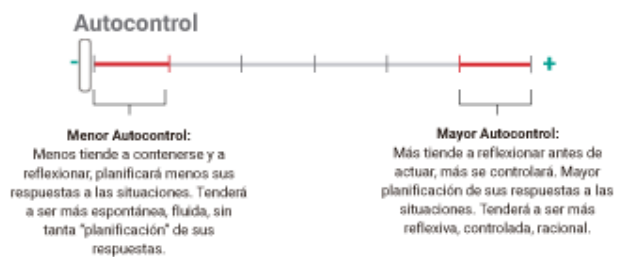 Autocontrol
- +
Menor Autocontrol:
Menos tiende a contenerse y a
reflexionar, planificará menos sus
respuestas a las situaciones. Tenderá
a ser más espontánea, fluida, sin
tanta "planificación" de sus
respuestas.
Mayor Autocontrol:
Más tiende a reflexionar antes de
actuar, más se controlará. Mayor
planificación de sus respuestas a las
situaciones. Tenderá a ser más
reflexiva, controlada, racional.